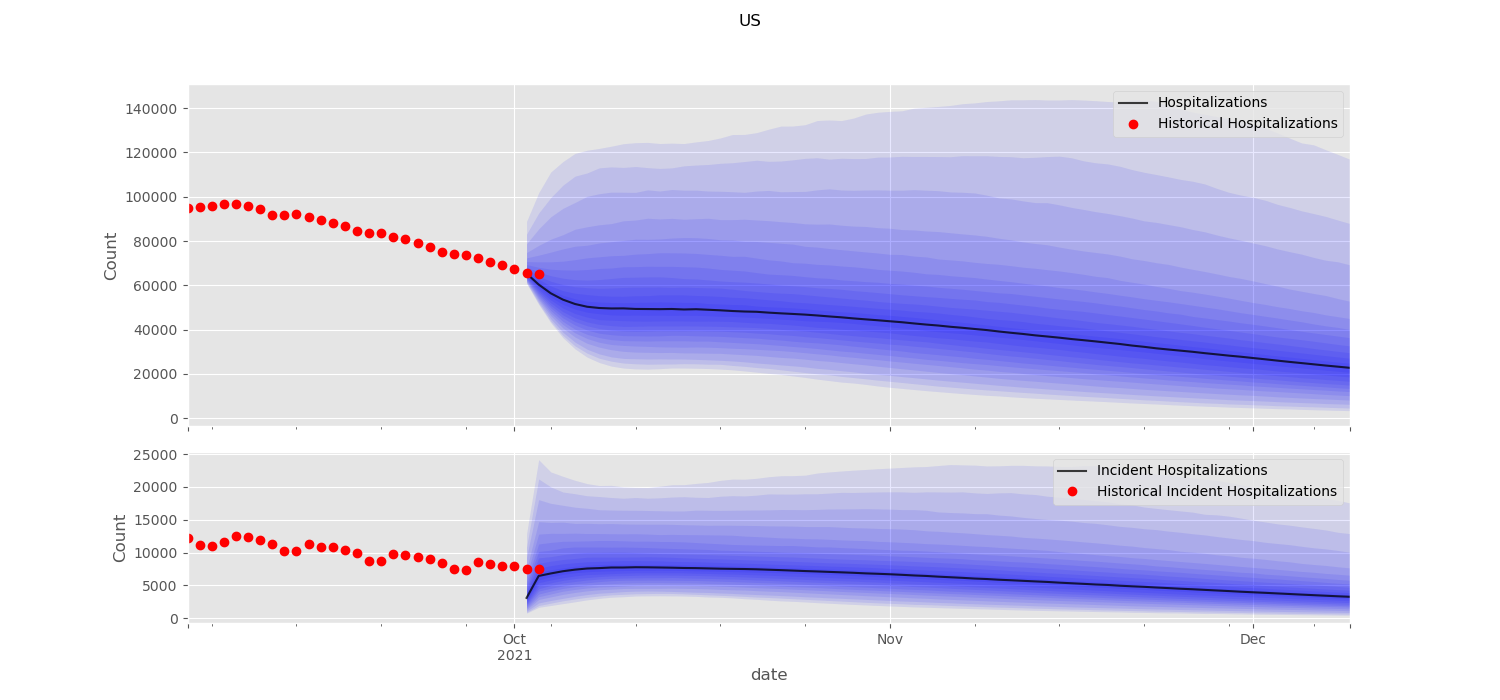 US
140000
120000
100000
80000
60000
40000
20000
0
Count
Hospitalizations
Historical Hospitalizations
25000
20000
15000
10000
5000
0
Count
Incident Hospitalizations
Historical Incident Hospitalizations
Oct
2021
Nov
Dec
date